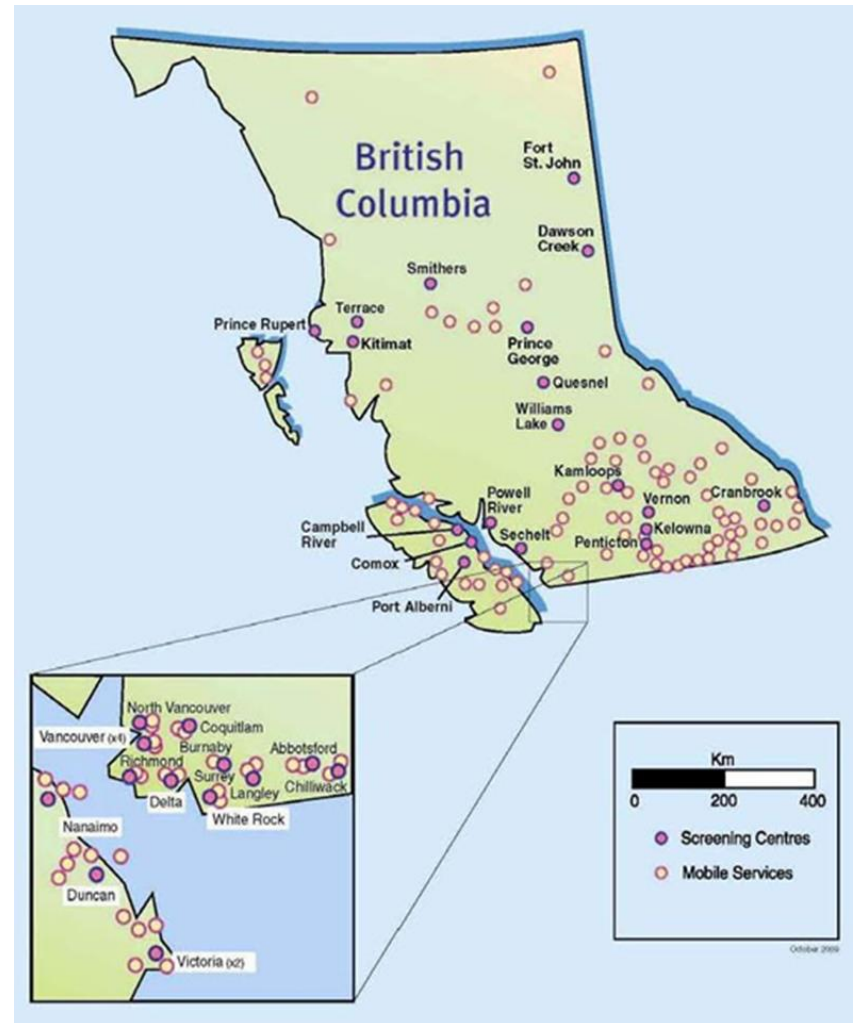 British
Columbia
Fort
St. John
Dawson
Creek
Smithers
Terrace
Prince Rupert
Kitimat
Prince
George
Quesnel
Williams
Lake
Kamloops
Vernon
Cranbrook
Powell
River
Kelowna
Campbell
River
Sechelt
Penticton
Comox
Port Alberni
North Vancouver
Coquitlam
Vancouver (x4)
Burnaby
Abbotsford
Richmond
Surrey
Chilliwack
Langley
Delta
White Rock
Nanaimo
Duncan
Victoria (x2)
Km
0 200 400
Screening Centres
Mobile Services
October 2009